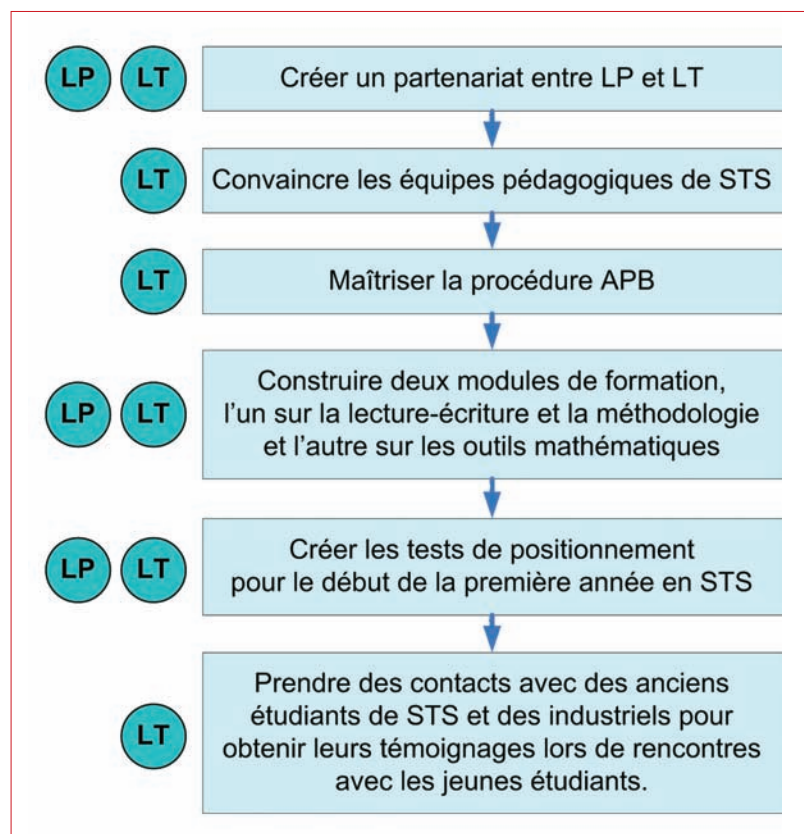 LP LT Créer un partenariat entre LP et LT
LT Convaincre les équipes pédagogiques de STS
LT Maîtriser la procédure APB
LP LT Construire deux modules de formation,
l'un sur la lecture-écriture et la méthodologie
et l'autre sur les outils mathématiques
LP LT Créer les tests de positionnement
pour le début de la première année en STS
LT Prendre des contacts avec des anciens
étudiants de STS et des industriels pour
obtenir leurs témoignages lors de rencontres
avec les jeunes étudiants.